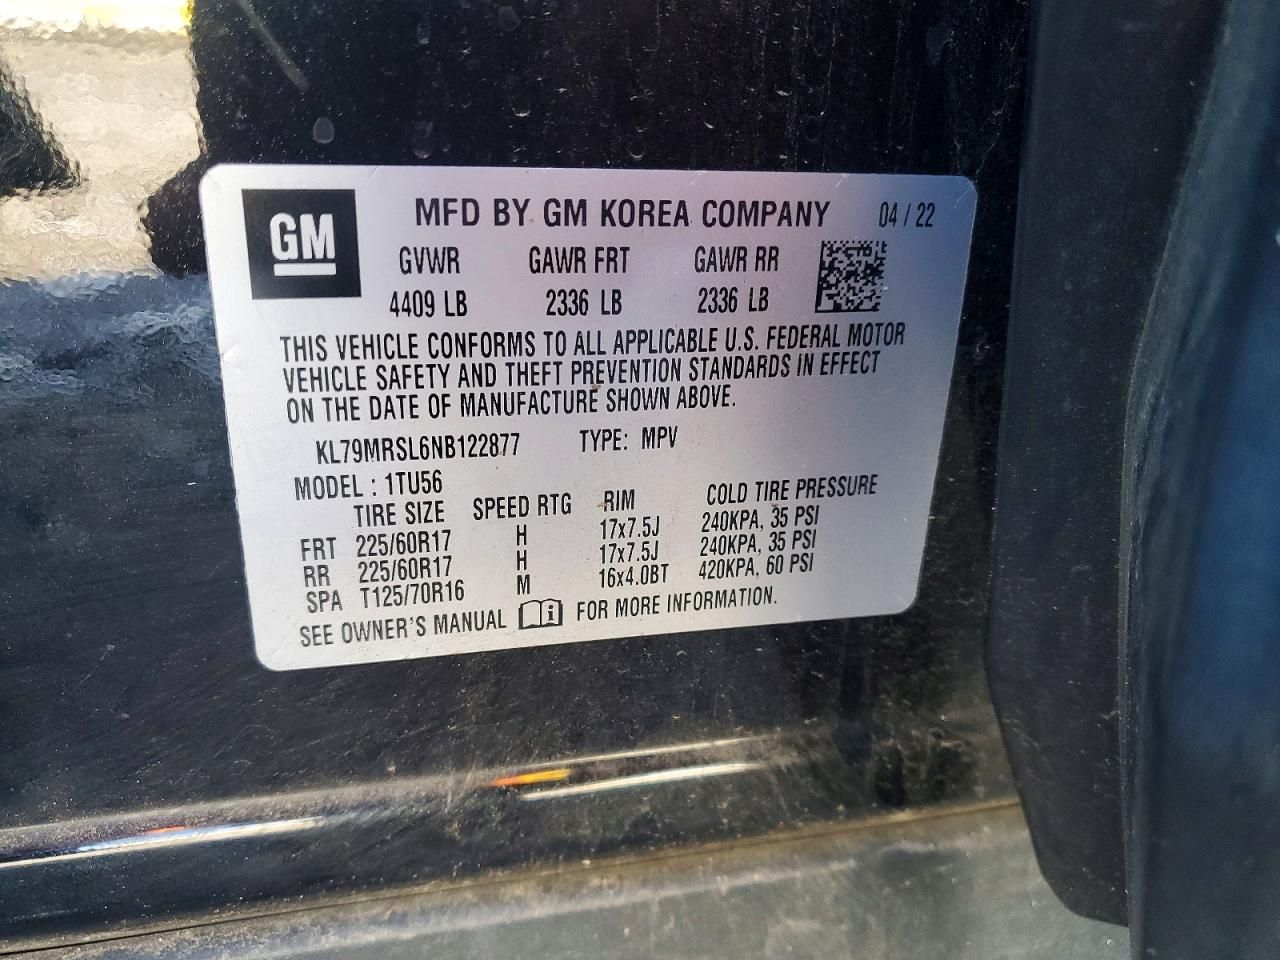 GM
MFD BY GM KOREA COMPANY 04 / 22
GVWR GAWR FRT GAWR RR
4409 LB 2336 LB 2336 LB
THIS VEHICLE CONFORMS TO ALL APPLICABLE U.S. FEDERAL MOTOR
VEHICLE SAFETY AND THEFT PREVENTION STANDARDS IN EFFECT
ON THE DATE OF MANUFACTURE SHOWN ABOVE.
KL79MRSL6NB122877 TYPE: MPV
MODEL : 1TU56
TIRE SIZE SPEED RTG RIM COLD TIRE PRESSURE
FRT 225/60R17 H 17x7.5J 240KPA, 35 PSI
RR 225/60R17 H 17x7.5J 240KPA, 35 PSI
SPA T125/70R16 M 16x4.0BT 420KPA, 60 PSI
SEE OWNER'S MANUAL i FOR MORE INFORMATION.